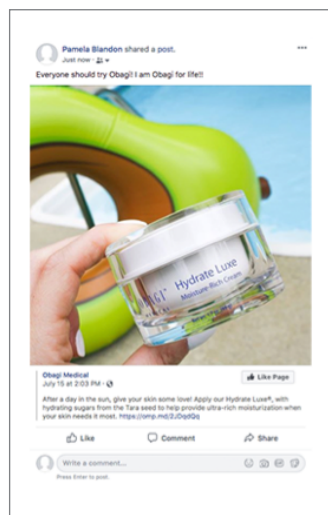 Pamela Blandon shared a post.
Just now ·
Everyone should try Obagi! I am Obagi for life!!
Hydrate Luxe
Moisture-Rich Cream
Obagi Medical
July 15 at 2:03 PM ·
Like Page
After a day in the sun, give your skin some love! Apply our Hydrate Luxe®, with
hydrating sugars from the Tara seed to help provide ultra-rich moisturization when
your skin needs it most. https://omp.md/2JDqdQq
Like
Comment
Share
Write a comment...
Press Enter to post.